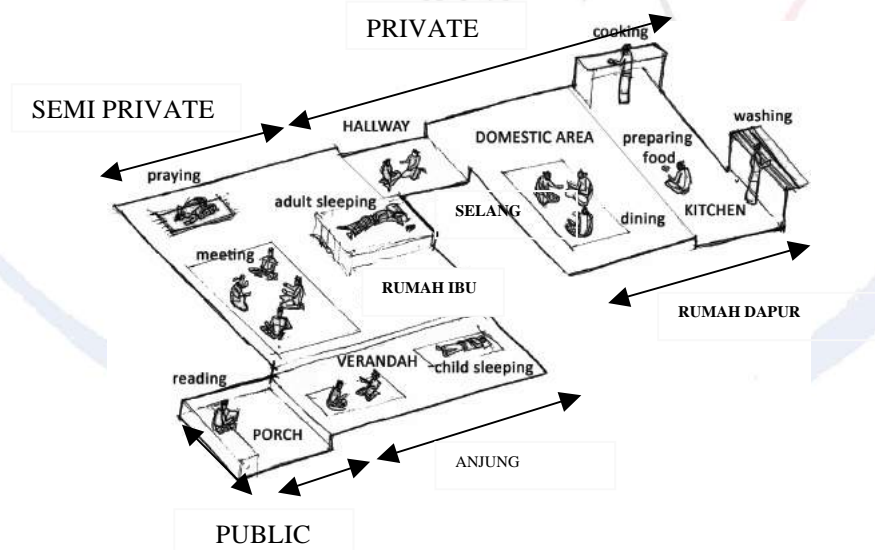 PRIVATE
cooking
SEMI PRIVATE
HALLWAY
washing
DOMESTIC AREA
preparing
food
praying
adult sleeping
SELANG
dining
KITCHEN
meeting
RUMAH IBU
RUMAH DAPUR
VERANDAH
child sleeping
reading
PORCH
ANJUNG
PUBLIC